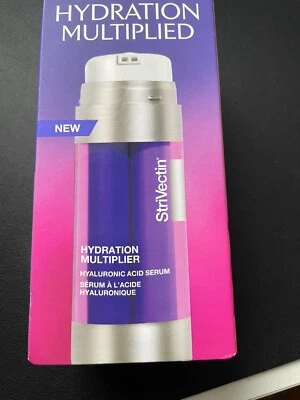 HYDRATION
MULTIPLIED
NEW
StriVectin®
HYDRATION
MULTIPLIER
HYALURONIC ACID SERUM
SÉRUM À L'ACIDE
HYALURONIQUE